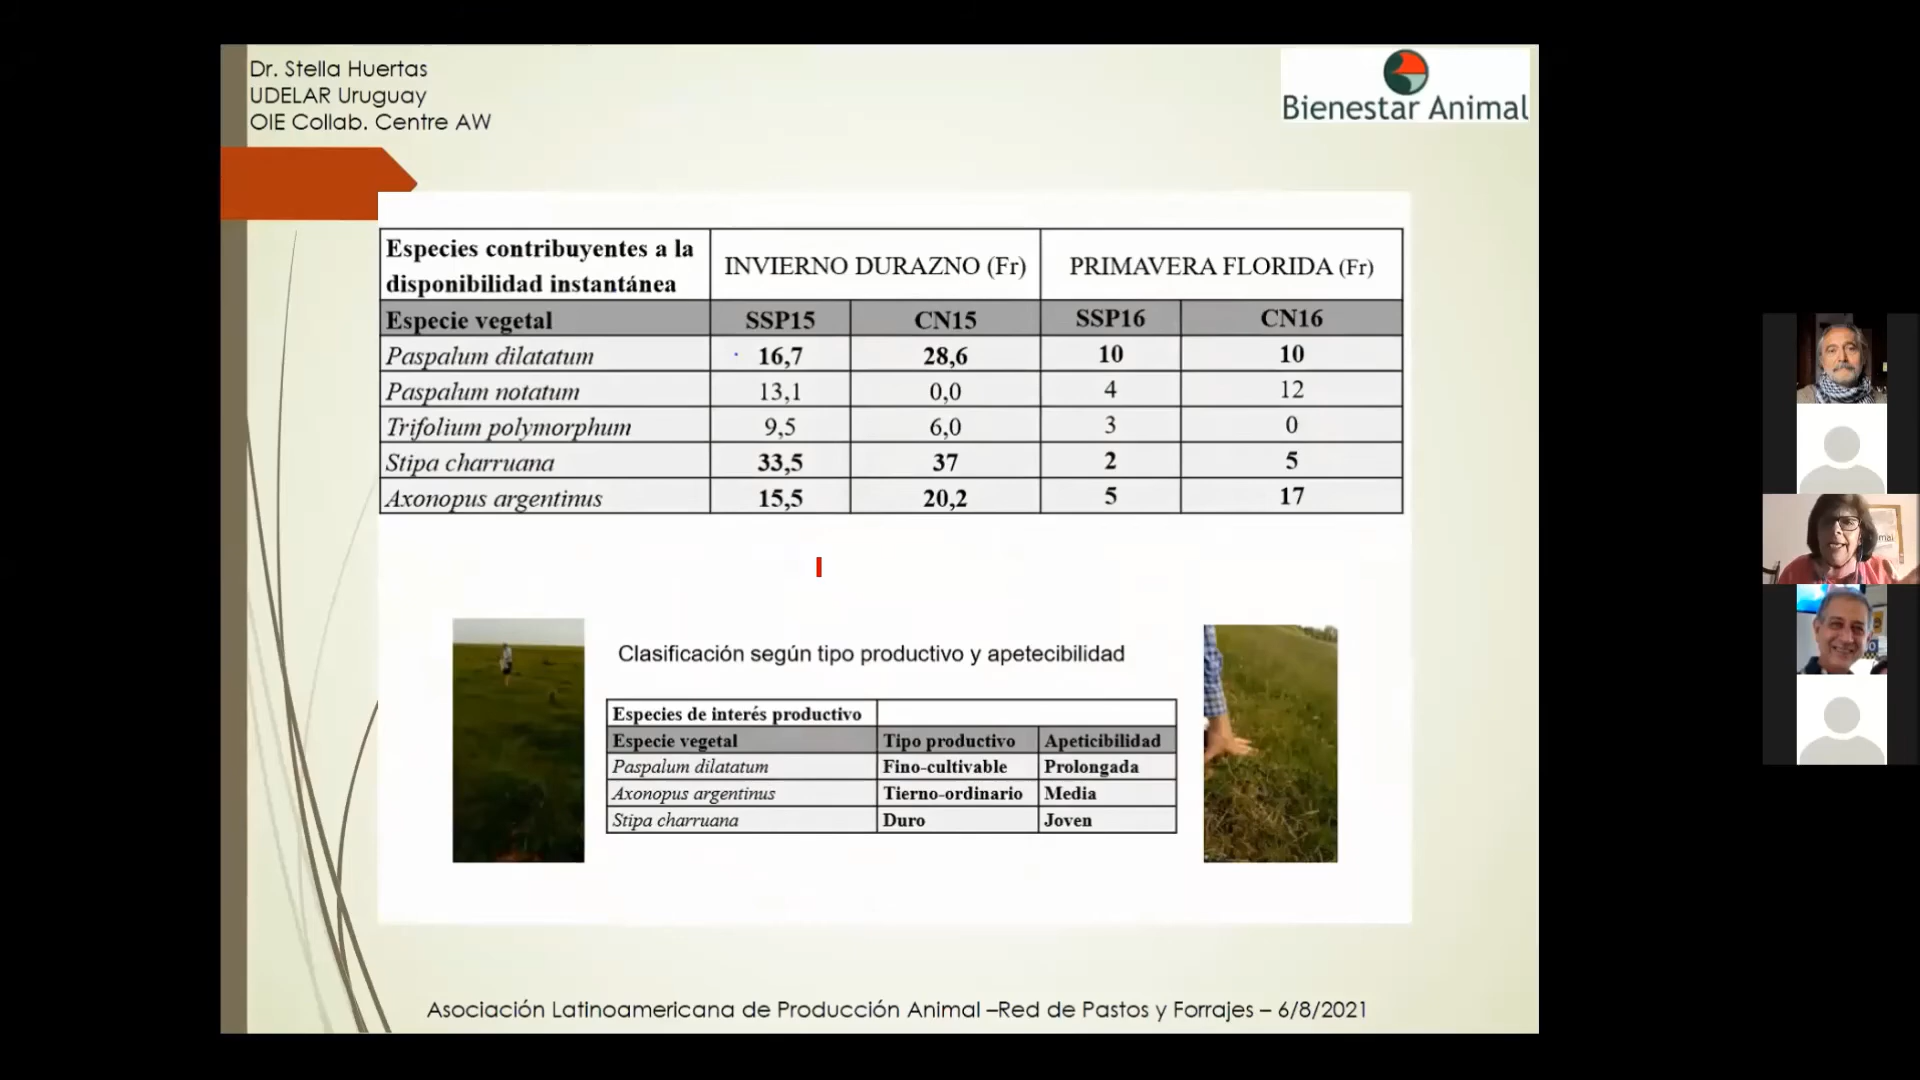 Dr. Stella Huertas
UDELAR Uruguay
OIE Collab. Centre AW
Bienestar Animal
Especies contribuyentes a la disponibilidad instantánea INVIERNO DURAZNO (Fr) PRIMAVERA FLORIDA (Fr)
Especie vegetal SSP15 CN15 SSP16 CN16
Paspalum dilatatum 16,7 28,6 10 10
Paspalum notatum 13,1 0,0 4 12
Trifolium polymorphum 9,5 6,0 3 0
Stipa charruana 33,5 37 2 5
Axonopus argentinus 15,5 20,2 5 17
Clasificación según tipo productivo y apetecibilidad
Especies de interés productivo
Especie vegetal Tipo productivo Apeticibilidad
Paspalum dilatatum Fino-cultivable Prolongada
Axonopus argentinus Tierno-ordinario Media
Stipa charruana Duro Joven
Asociación Latinoamericana de Producción Animal –Red de Pastos y Forrajes – 6/8/2021